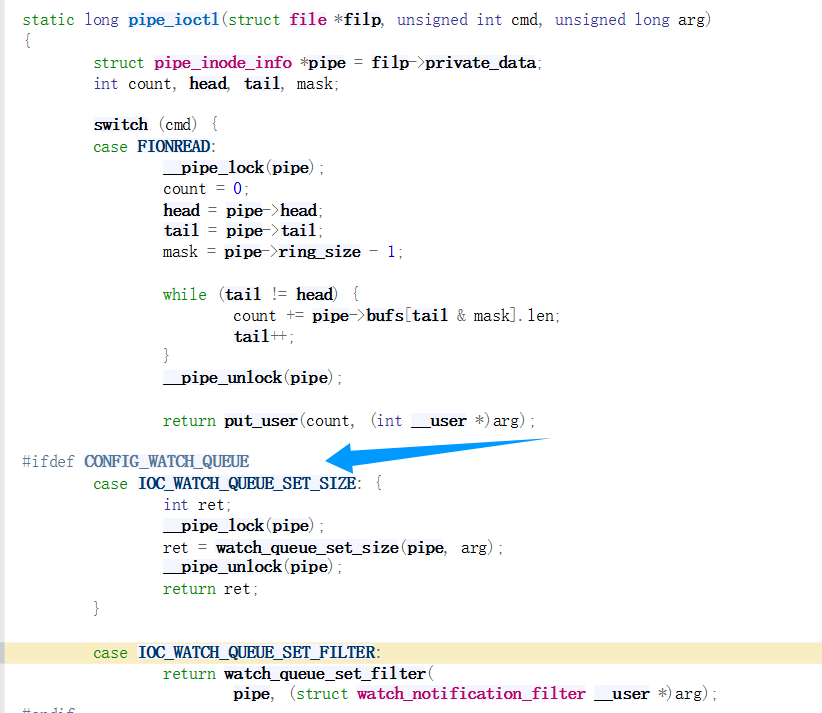 static long pipe_ioctl(struct file *filp, unsigned int cmd, unsigned long arg)
{
struct pipe_inode_info *pipe = filp->private_data;
int count, head, tail, mask;
switch (cmd) {
case FIONREAD:
__pipe_lock(pipe);
count = 0;
head = pipe->head;
tail = pipe->tail;
mask = pipe->ring_size - 1;
while (tail != head) {
count += pipe->bufs[tail & mask].len;
tail++;
}
__pipe_unlock(pipe);
return put_user(count, (int __user *)arg);
#ifdef CONFIG_WATCH_QUEUE
case IOC_WATCH_QUEUE_SET_SIZE: {
int ret;
__pipe_lock(pipe);
ret = watch_queue_set_size(pipe, arg);
__pipe_unlock(pipe);
return ret;
}
case IOC_WATCH_QUEUE_SET_FILTER:
return watch_queue_set_filter(
pipe, (struct watch_notification_filter __user *)arg);